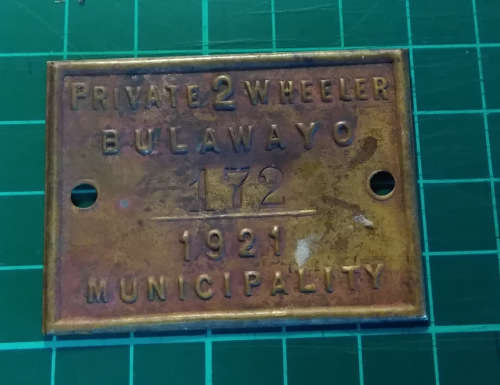 PRIVATE 2 WHEELER
BULAWAYO
172
1921
MUNICIPALITY